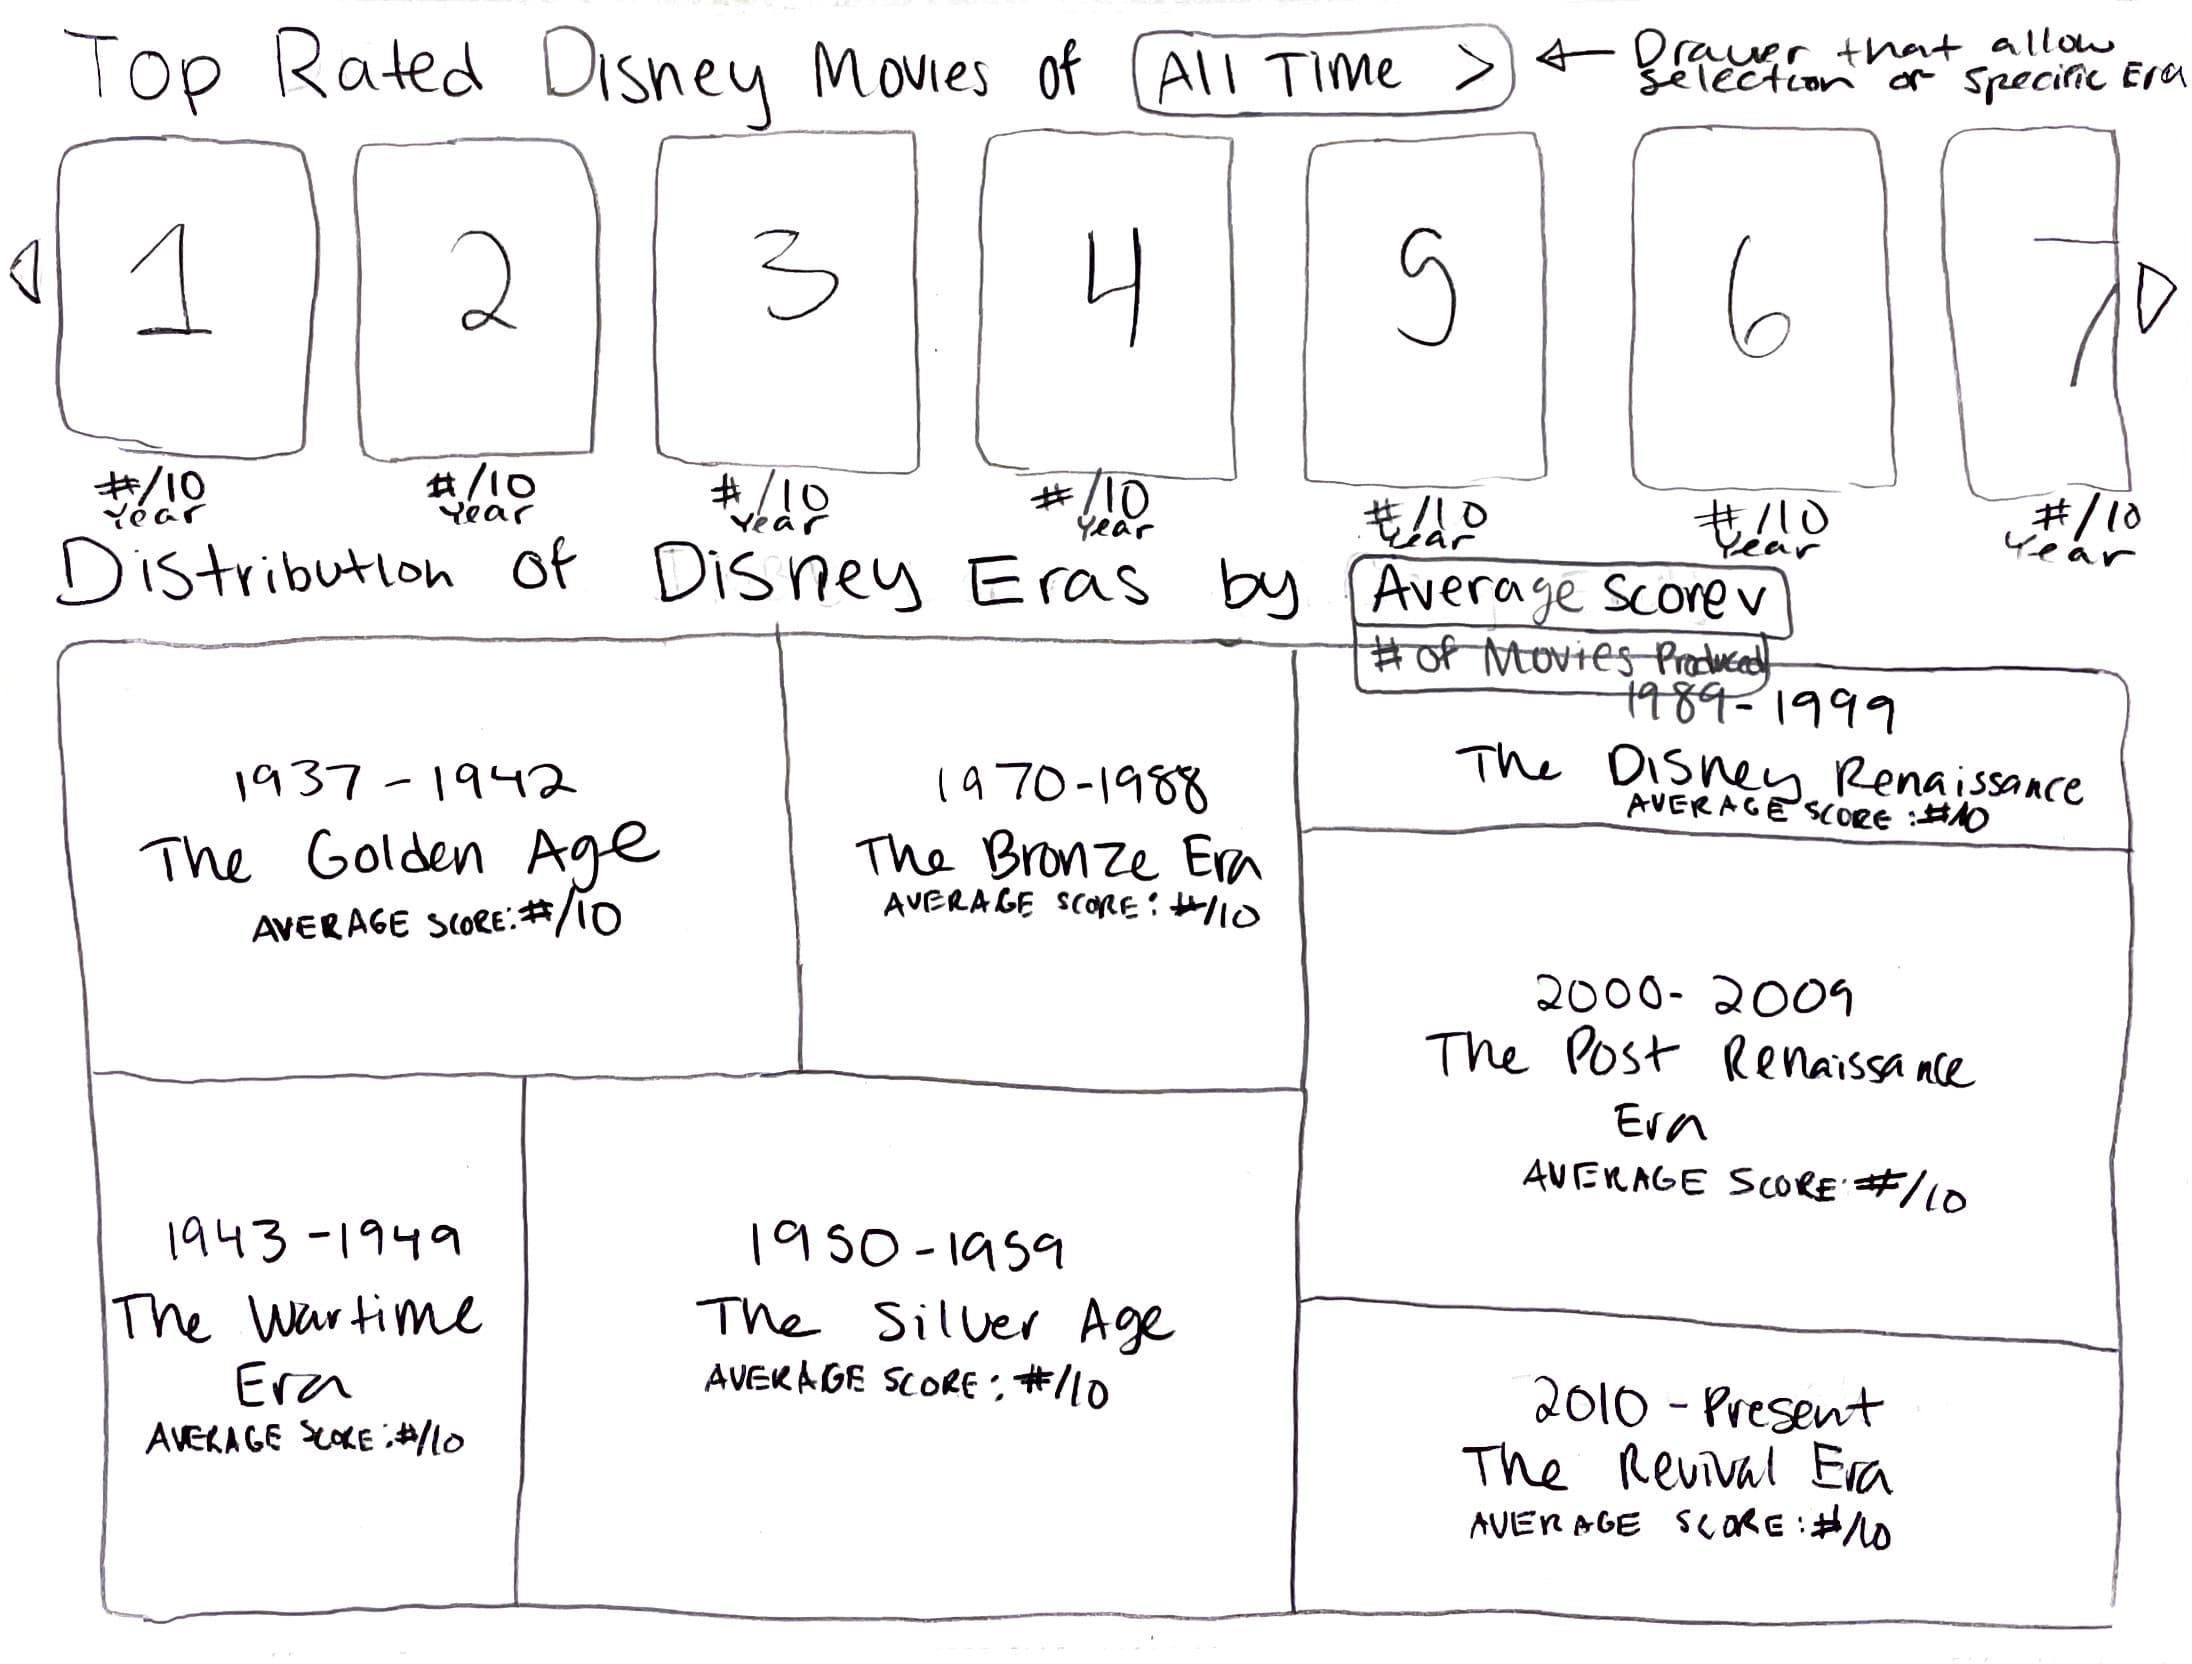 Top Rated Disney Movies of All Time >
← Drawer that allow
selection of specific Era
1
2
3
4
5
6
7
#/10
Year
#/10
Year
#/10
Year
#/10
Year
#/10
Year
#/10
Year
#/10
Year
Distribution of Disney Eras by Average Score v
# of Movies Produced
1937 - 1942
The Golden Age
AVERAGE SCORE: #/10
1970-1988
The Bronze Era
AVERAGE SCORE: #/10
1989-1999
The Disney Renaissance
AVERAGE SCORE: #/10
2000-2009
The Post Renaissance
Era
AVERAGE SCORE: #/10
1943-1949
The Wartime
Era
AVERAGE SCORE: #/10
1950-1959
The Silver Age
AVERAGE SCORE: #/10
2010 - Present
The Revival Era
AVERAGE SCORE: #/10